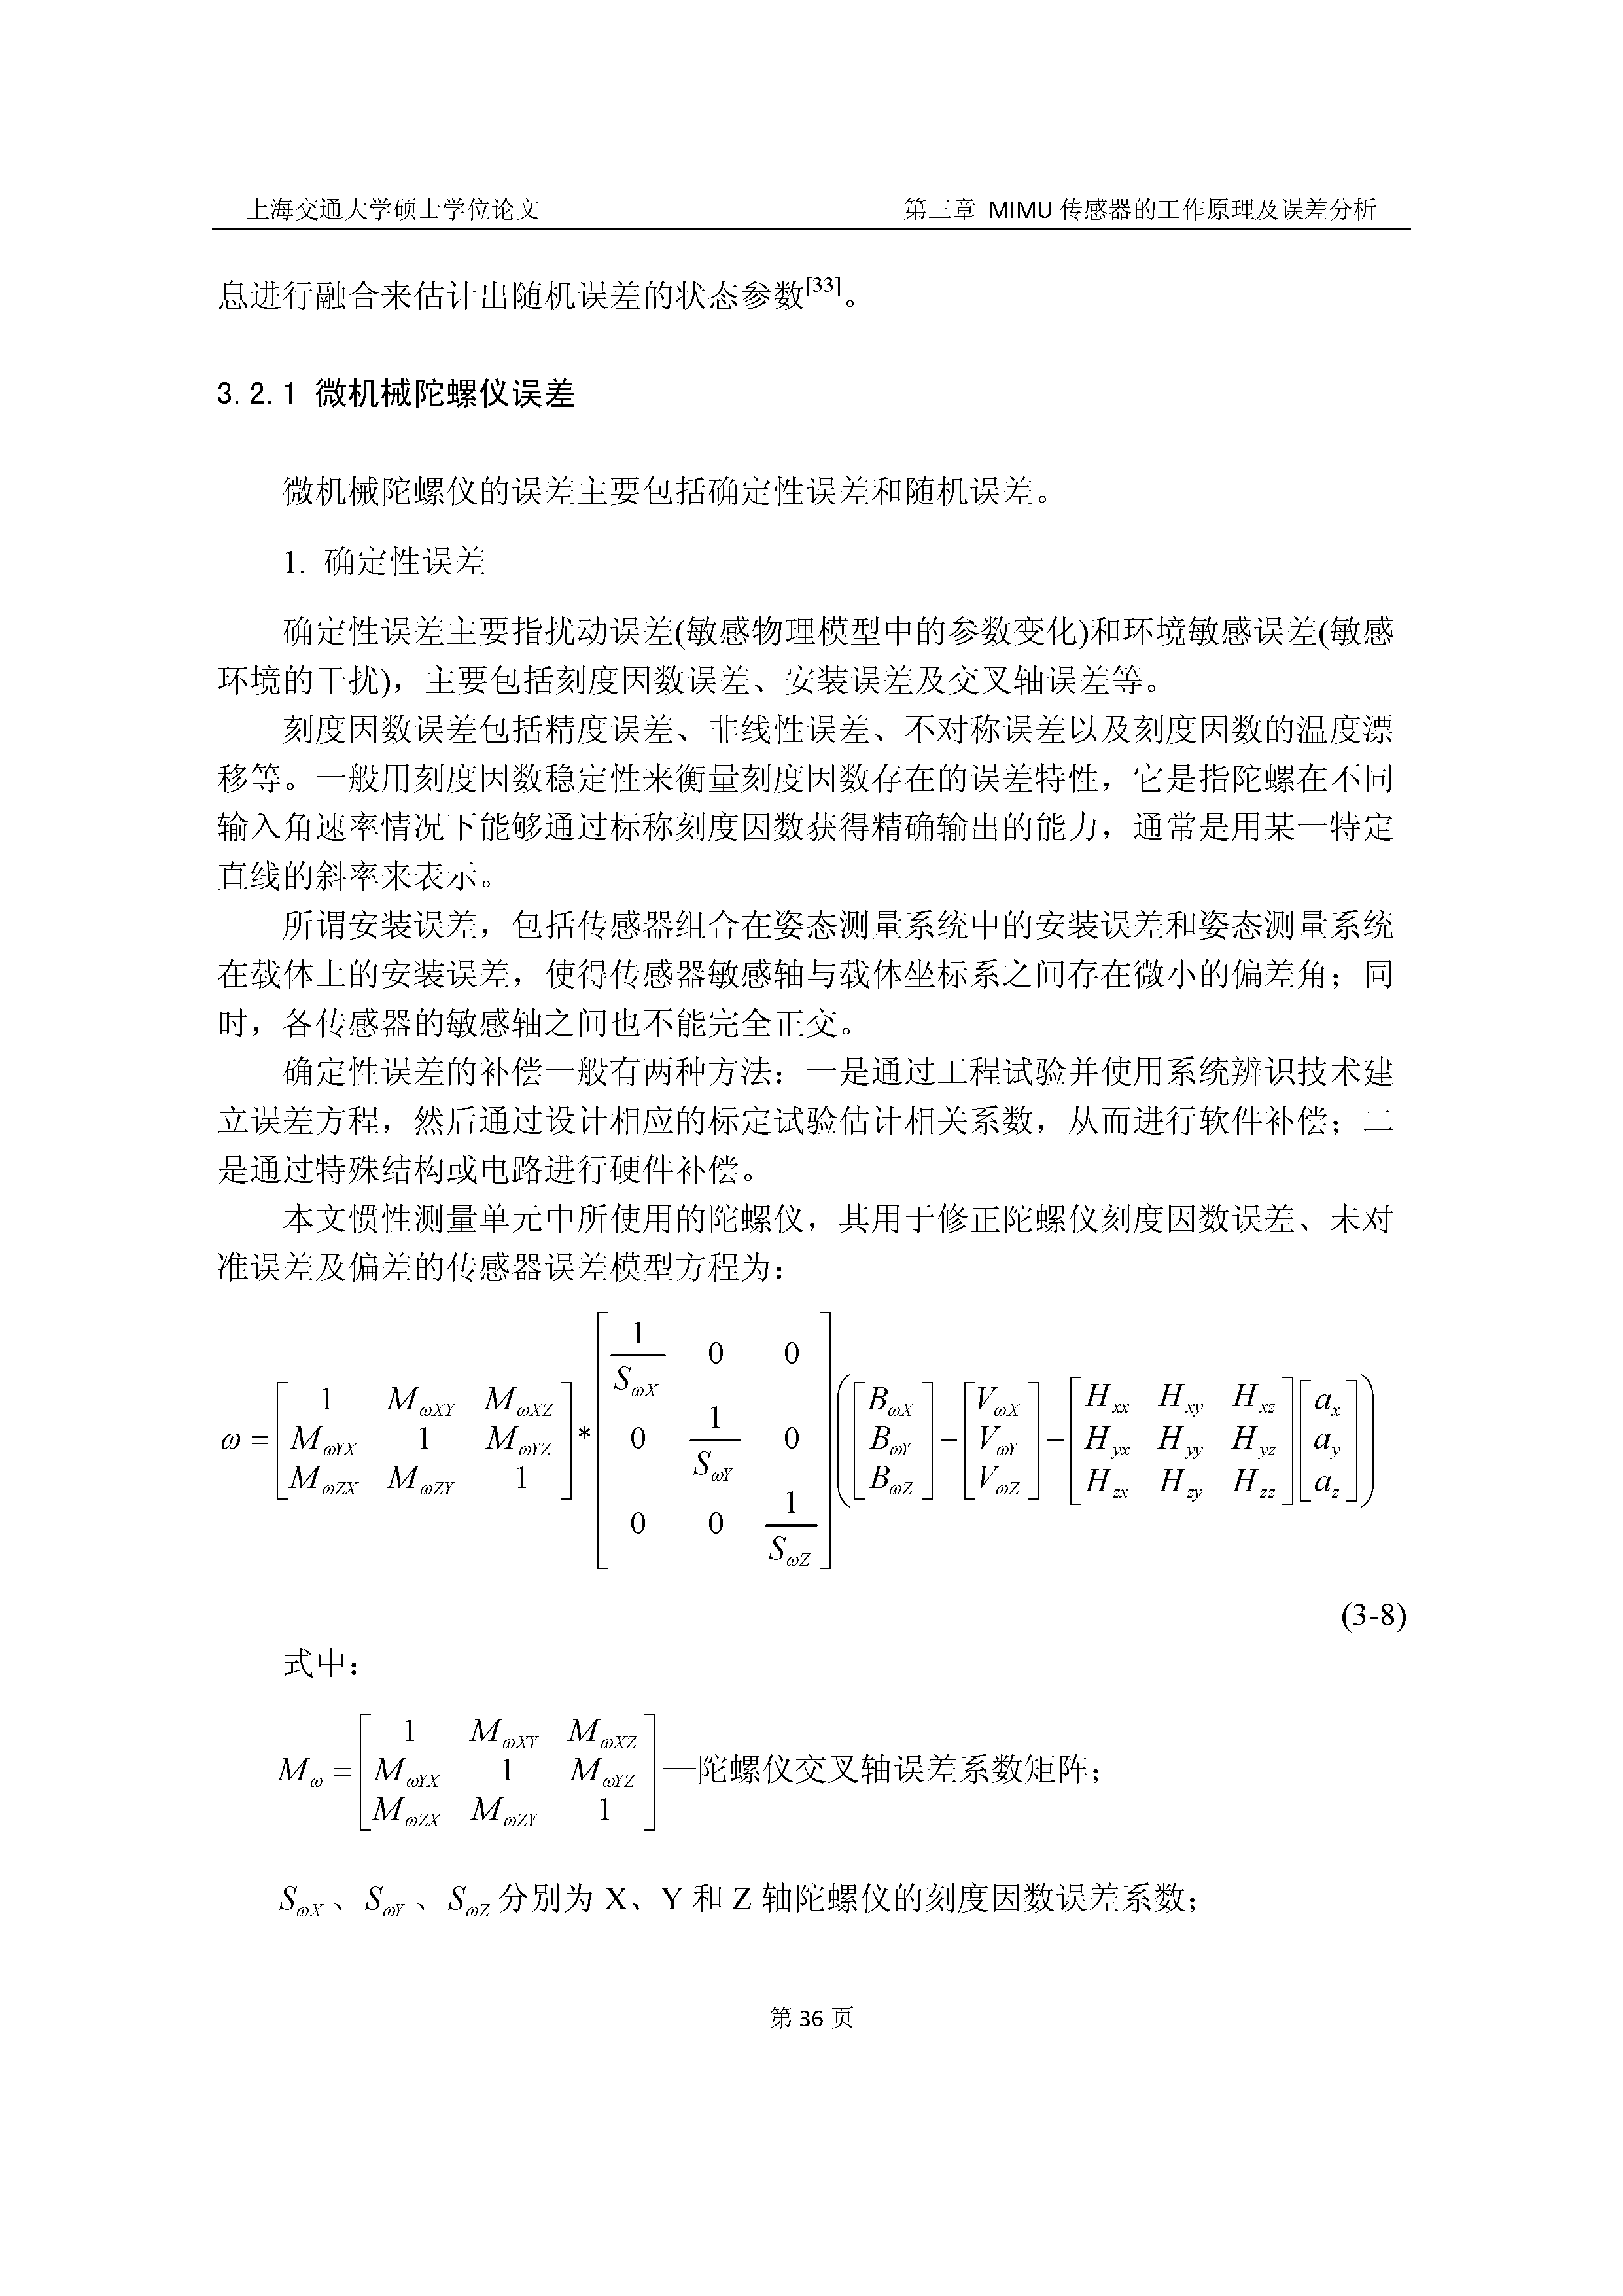 上海交通大学硕士学位论文 第三章 MIMU 传感器的工作原理及误差分析
息进行融合来估计出随机误差的状态参数[33]。
3.2.1 微机械陀螺仪误差
微机械陀螺仪的误差主要包括确定性误差和随机误差。
1. 确定性误差
确定性误差主要指扰动误差(敏感物理模型中的参数变化)和环境敏感误差(敏感
环境的干扰)，主要包括刻度因数误差、安装误差及交叉轴误差等。
刻度因数误差包括精度误差、非线性误差、不对称误差以及刻度因数的温度漂
移等。一般用刻度因数稳定性来衡量刻度因数存在的误差特性，它是指陀螺在不同
输入角速率情况下能够通过标称刻度因数获得精确输出的能力，通常是用某一特定
直线的斜率来表示。
所谓安装误差，包括传感器组合在姿态测量系统中的安装误差和姿态测量系统
在载体上的安装误差，使得传感器敏感轴与载体坐标系之间存在微小的偏差角；同
时，各传感器的敏感轴之间也不能完全正交。
确定性误差的补偿一般有两种方法：一是通过工程试验并使用系统辨识技术建
立误差方程，然后通过设计相应的标定试验估计相关系数，从而进行软件补偿；二
是通过特殊结构或电路进行硬件补偿。
本文惯性测量单元中所使用的陀螺仪，其用于修正陀螺仪刻度因数误差、未对
准误差及偏差的传感器误差模型方程为：
ω = [1 M_ωXY M_ωXZ; M_ωYX 1 M_ωYZ; M_ωZX M_ωZY 1] * [1/S_ωX 0 0; 0 1/S_ωY 0; 0 0 1/S_ωZ] ([B_ωX; B_ωY; B_ωZ] − [V_ωX; V_ωY; V_ωZ] − [H_xx H_xy H_xz; H_yx H_yy H_yz; H_zx H_zy H_zz] [a_x; a_y; a_z])
(3-8)
式中：
M_ω = [1 M_ωXY M_ωXZ; M_ωYX 1 M_ωYZ; M_ωZX M_ωZY 1] —陀螺仪交叉轴误差系数矩阵；
S_ωX、S_ωY、S_ωZ 分别为 X、Y 和 Z 轴陀螺仪的刻度因数误差系数；
第 36 页